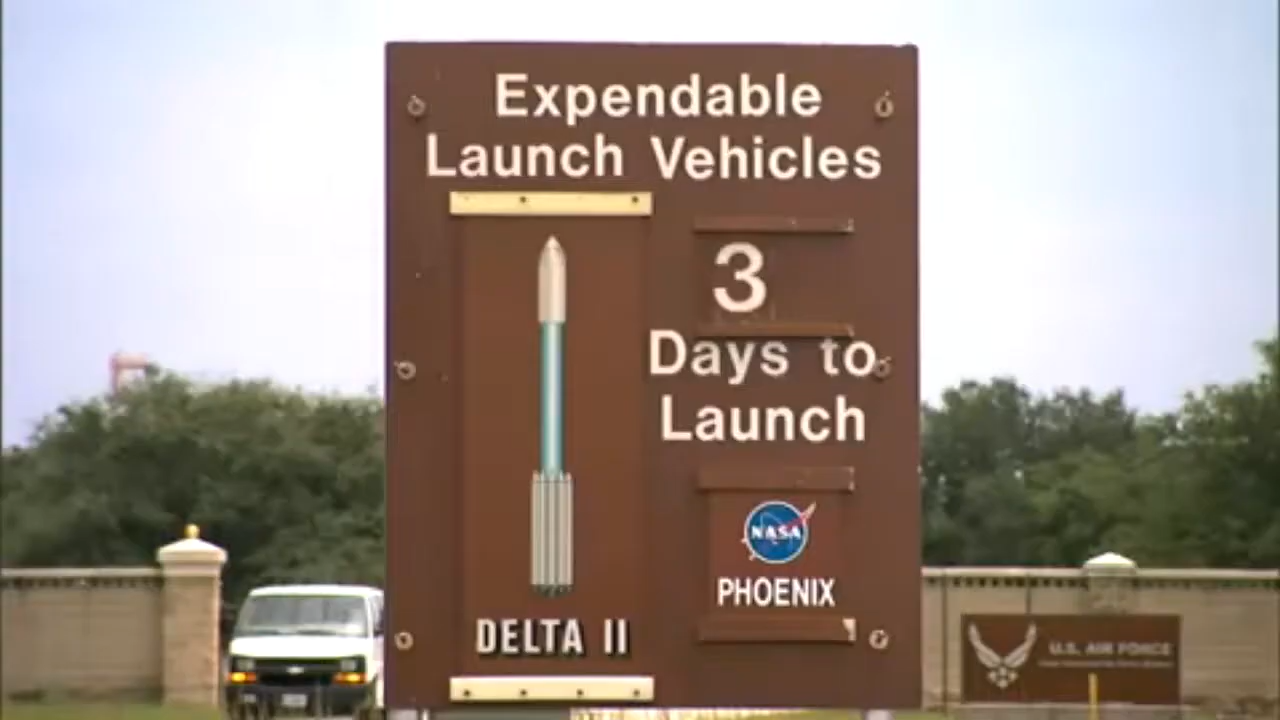 Expendable
Launch Vehicles
3
Days to
Launch
NASA
PHOENIX
DELTA II
U.S. AIR FORCE